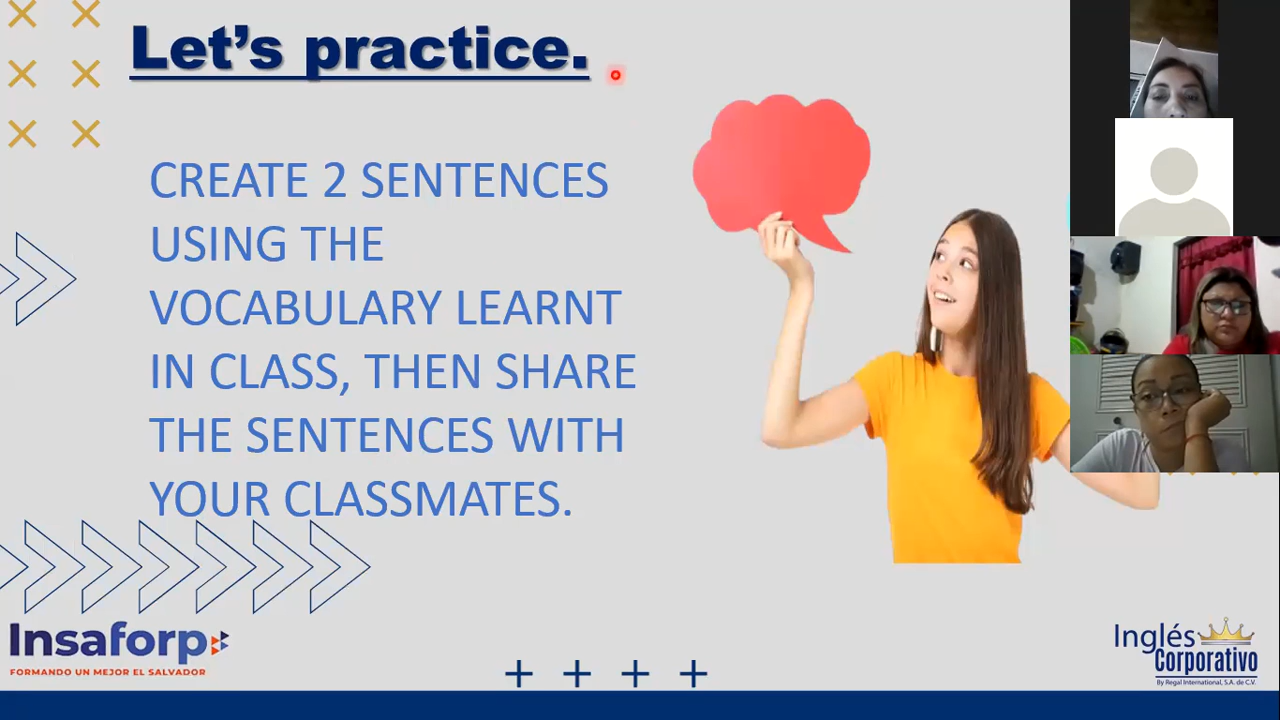 Let's practice.
CREATE 2 SENTENCES
USING THE
VOCABULARY LEARNT
IN CLASS, THEN SHARE
THE SENTENCES WITH
YOUR CLASSMATES.
Insaforp
FORMANDO UN MEJOR EL SALVADOR
Inglés
Corporativo
By Regal International, S.A. de C.V.